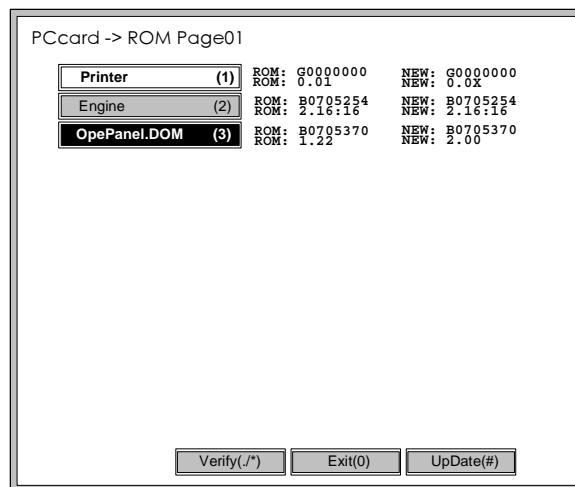 PCcard -> ROM Page01
Printer (1) ROM: G0000000 NEW: G0000000
ROM: 0.01 NEW: 0.0X
Engine (2) ROM: B0705254 NEW: B0705254
ROM: 2.16:16 NEW: 2.16:16
OpePanel.DOM (3) ROM: B0705370 NEW: B0705370
ROM: 1.22 NEW: 2.00
Verify(./*) Exit(0) UpDate(#)